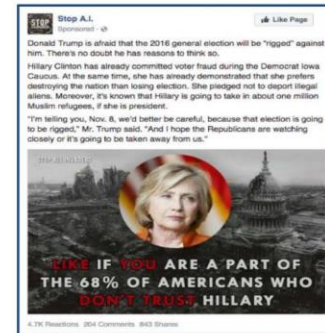 Stop A.I.
Sponsored
Like Page
Donald Trump is afraid that the 2016 general election will be "rigged" against
him. There's no doubt he has reasons to think so.
Hillary Clinton has already committed voter fraud during the Democrat Iowa
Caucus. At the same time, she has already demonstrated that she prefers
destroying the nation than losing election. She pledged not to deport illegal
aliens. Moreover, it's known that Hillary is going to take in about one million
Muslim refugees, if she is president.
"I'm telling you, Nov. 8, we'd better be careful, because that election is going
to be rigged," Mr. Trump said. "And I hope the Republicans are watching
closely or it's going to be taken away from us."
LIKE IF YOU ARE A PART OF
THE 68% OF AMERICANS WHO
DON'T TRUST HILLARY
4.7K Reactions 204 Comments 843 Shares